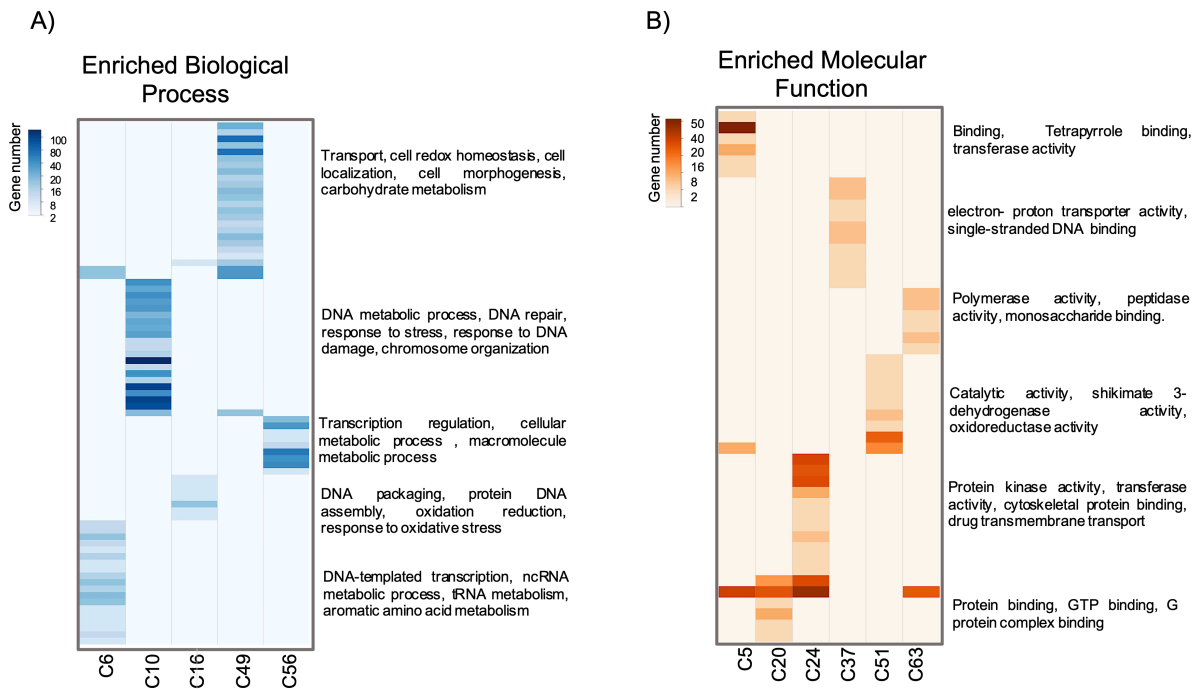 A)
Enriched Biological
Process
Gene number
100
80
40
20
16
8
2
Transport, cell redox homeostasis, cell
localization, cell morphogenesis,
carbohydrate metabolism
DNA metabolic process, DNA repair,
response to stress, response to DNA
damage, chromosome organization
Transcription regulation, cellular
metabolic process , macromolecule
metabolic process
DNA packaging, protein DNA
assembly, oxidation reduction,
response to oxidative stress
DNA-templated transcription, ncRNA
metabolic process, tRNA metabolism,
aromatic amino acid metabolism
C6
C10
C16
C49
C56
B)
Enriched Molecular
Function
Gene number
50
40
20
16
8
2
Binding, Tetrapyrrole binding,
transferase activity
electron- proton transporter activity,
single-stranded DNA binding
Polymerase activity, peptidase
activity, monosaccharide binding.
Catalytic activity, shikimate 3-
dehydrogenase activity,
oxidoreductase activity
Protein kinase activity, transferase
activity, cytoskeletal protein binding,
drug transmembrane transport
Protein binding, GTP binding, G
protein complex binding
C5
C20
C24
C37
C51
C63